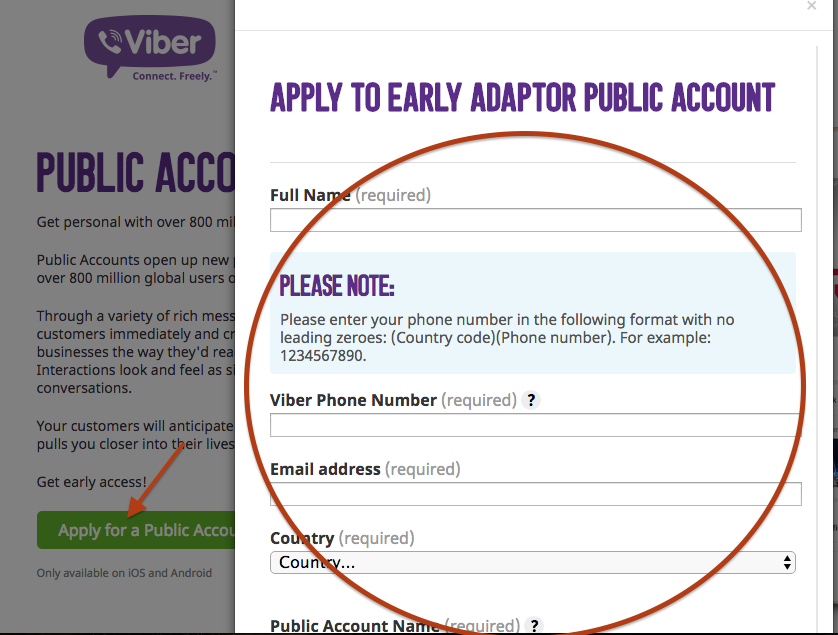 Viber
Connect. Freely.™
PUBLIC ACCO
Get personal with over 800 mil
Public Accounts open up new
over 800 million global users o
Through a variety of rich mess
customers immediately and cr
businesses the way they'd rea
Interactions look and feel as si
conversations.
Your customers will anticipate
pulls you closer into their lives
Get early access!
Apply for a Public Accou
Only available on iOS and Android
×
APPLY TO EARLY ADAPTOR PUBLIC ACCOUNT
Full Name (required)
PLEASE NOTE:
Please enter your phone number in the following format with no
leading zeroes: (Country code)(Phone number). For example:
1234567890.
Viber Phone Number (required) ?
Email address (required)
Country (required)
Country...
Public Account Name (required) ?